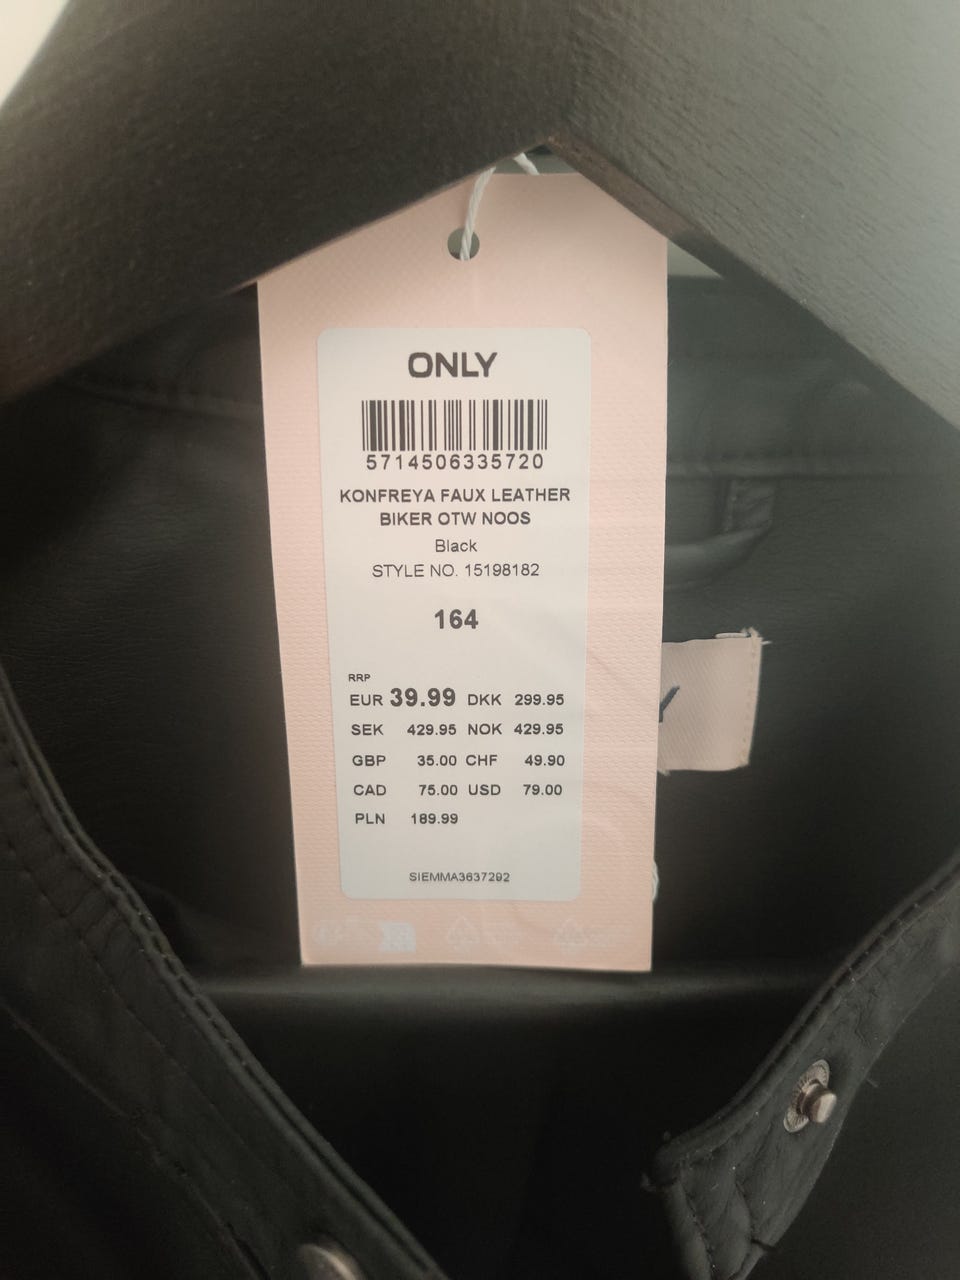 ONLY
5714506335720
KONFREYA FAUX LEATHER
BIKER OTW NOOS
Black
STYLE NO. 15198182
164
RRP
EUR 39.99 DKK 299.95
SEK 429.95 NOK 429.95
GBP 35.00 CHF 49.90
CAD 75.00 USD 79.00
PLN 189.99
SIEMMA3637292
Y